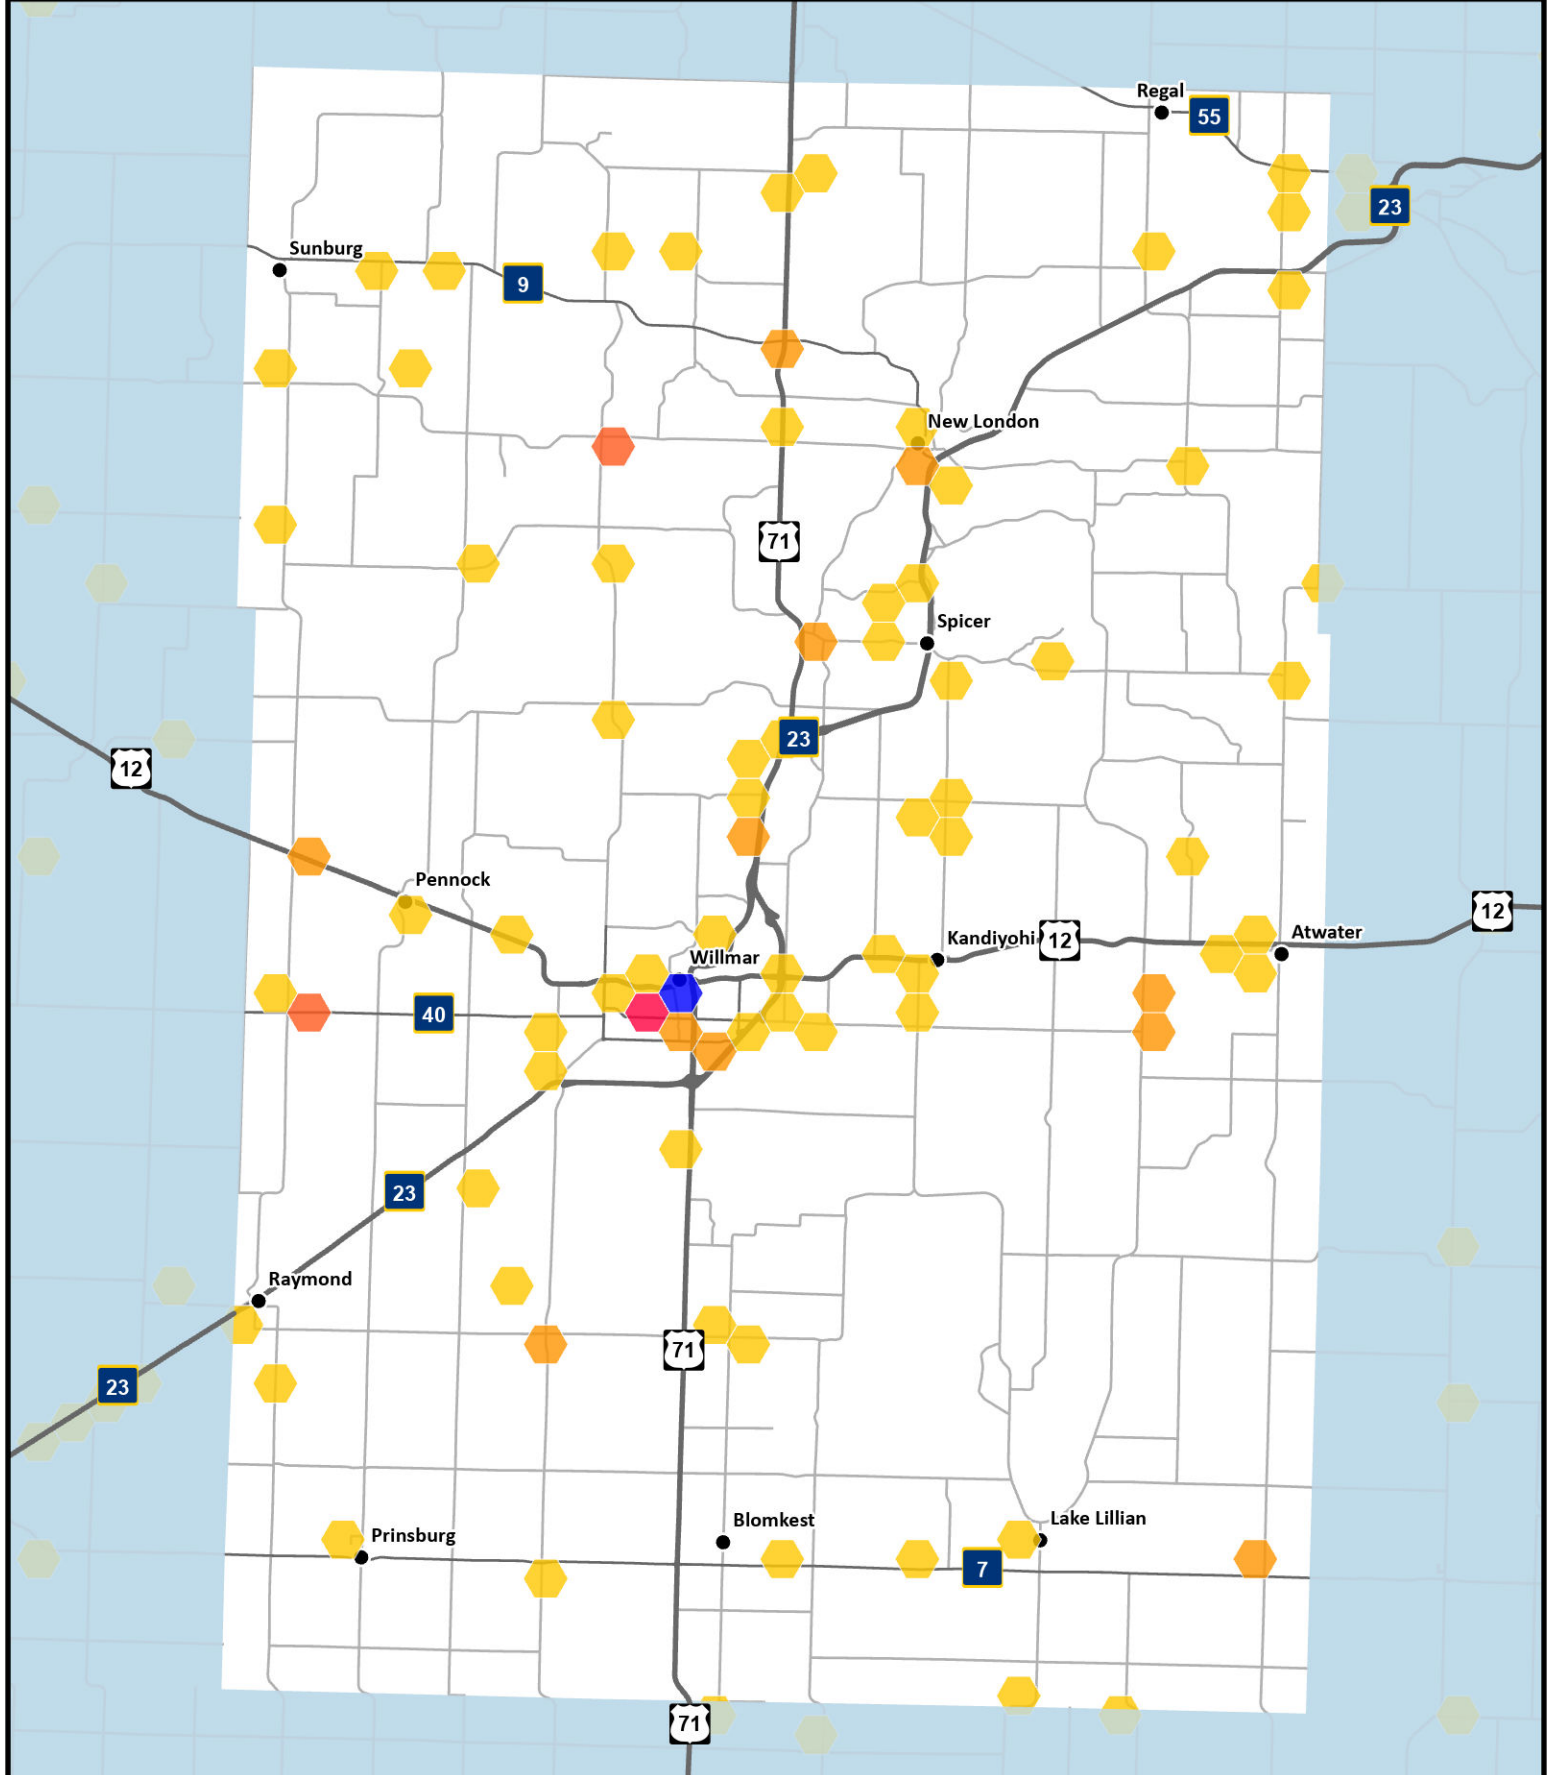 Regal
55
23
Sunburg
9
New London
71
Spicer
23
12
Pennock
12
Kandiyohi
12
Atwater
Willmar
40
23
Raymond
71
23
Lake Lillian
Blomkest
Prinsburg
7
71